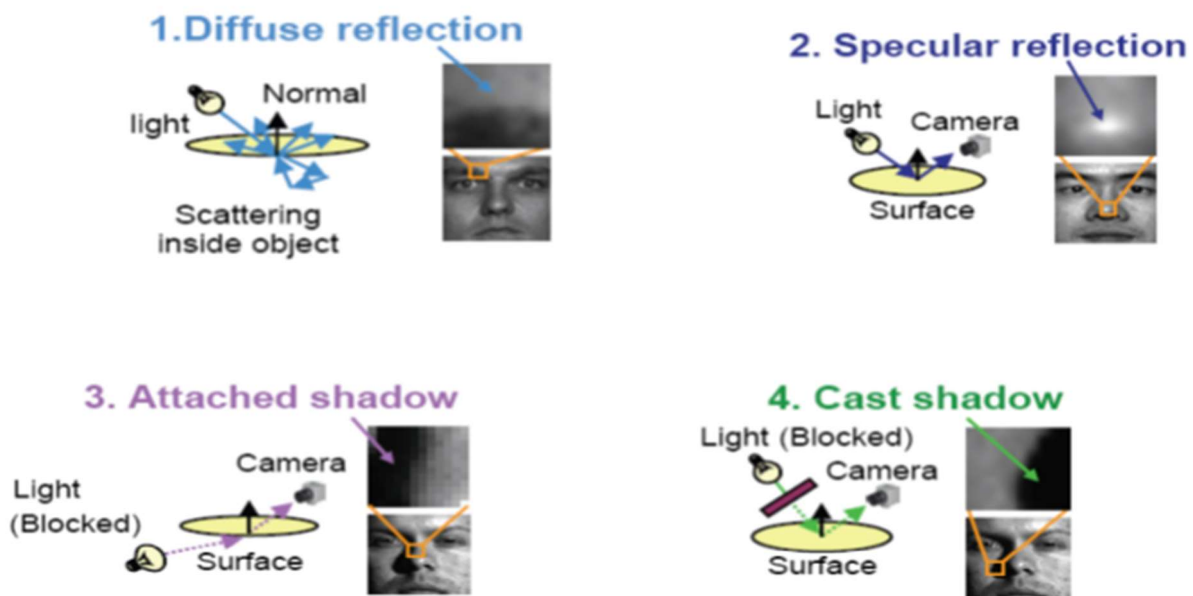 1.Diffuse reflection
light
Normal
Scattering
inside object
2. Specular reflection
Light
Camera
Surface
3. Attached shadow
Camera
Light
(Blocked)
Surface
4. Cast shadow
Light (Blocked)
Camera
Surface